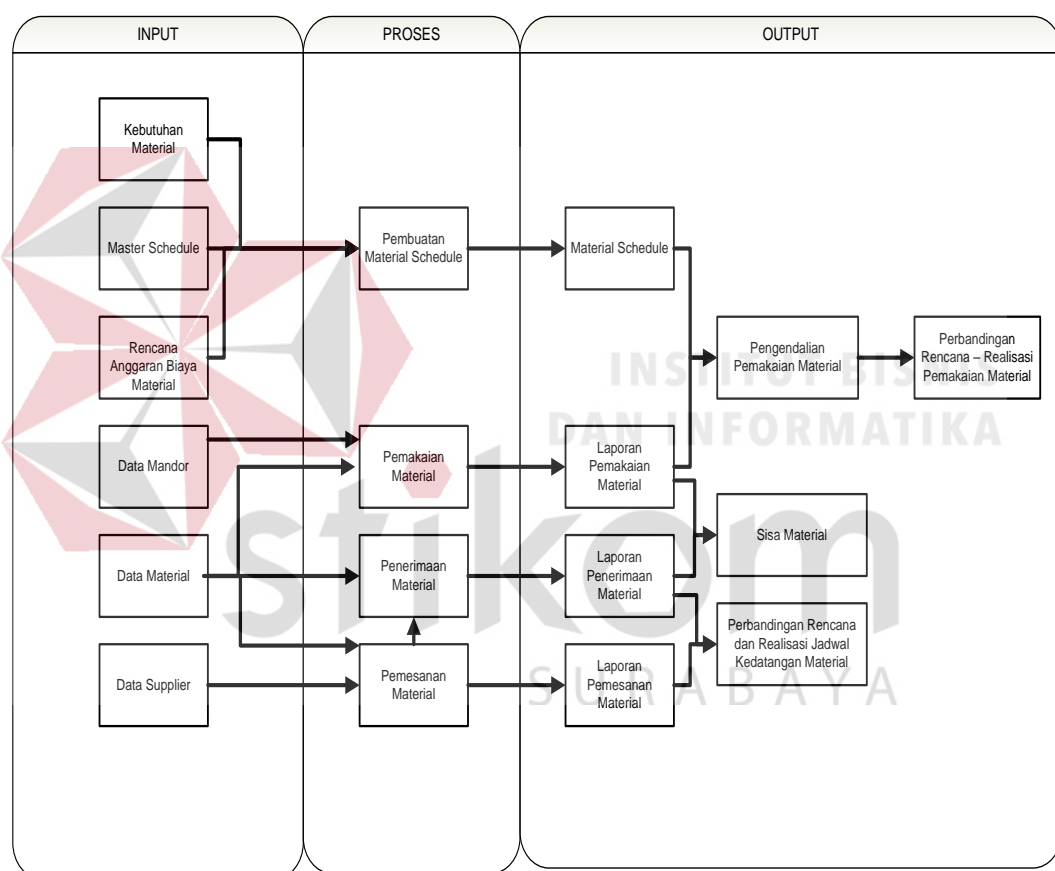 INPUT
PROSES
OUTPUT
Kebutuhan
Material
Master Schedule
Pembuatan
Material Schedule
Material Schedule
Rencana
Anggaran Biaya
Material
Pengendalian
Pemakaian Material
Perbandingan
Rencana – Realisasi
Pemakaian Material
INSTITUT BISNIS
DAN INFORMATIKA
Data Mandor
Pemakaian
Material
Laporan
Pemakaian
Material
Sisa Material
stikom
Data Material
Penerimaan
Material
Laporan
Penerimaan
Material
Perbandingan Rencana
dan Realisasi Jadwal
Kedatangan Material
Data Supplier
Pemesanan
Material
Laporan
Pemesanan
Material
SURABAYA